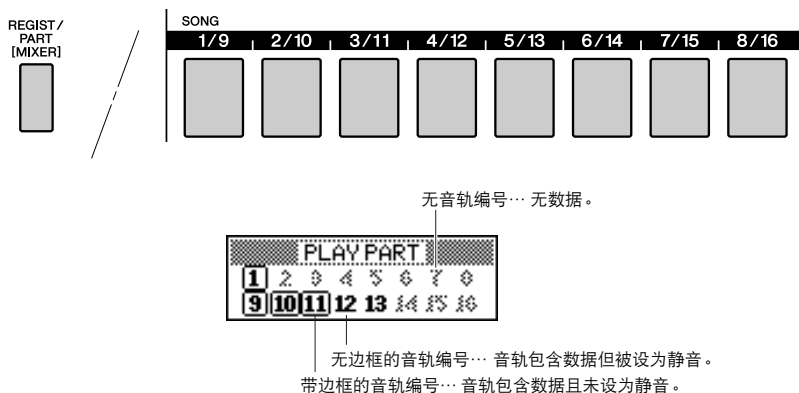 REGIST /
PART
[MIXER]
SONG
1/9 2/10 3/11 4/12 5/13 6/14 7/15 8/16
无音轨编号… 无数据。
PLAY PART
1 2 3 4 5 6 7 8
9 10 11 12 13 14 15 16
无边框的音轨编号… 音轨包含数据但被设为静音。
带边框的音轨编号… 音轨包含数据且未设为静音。